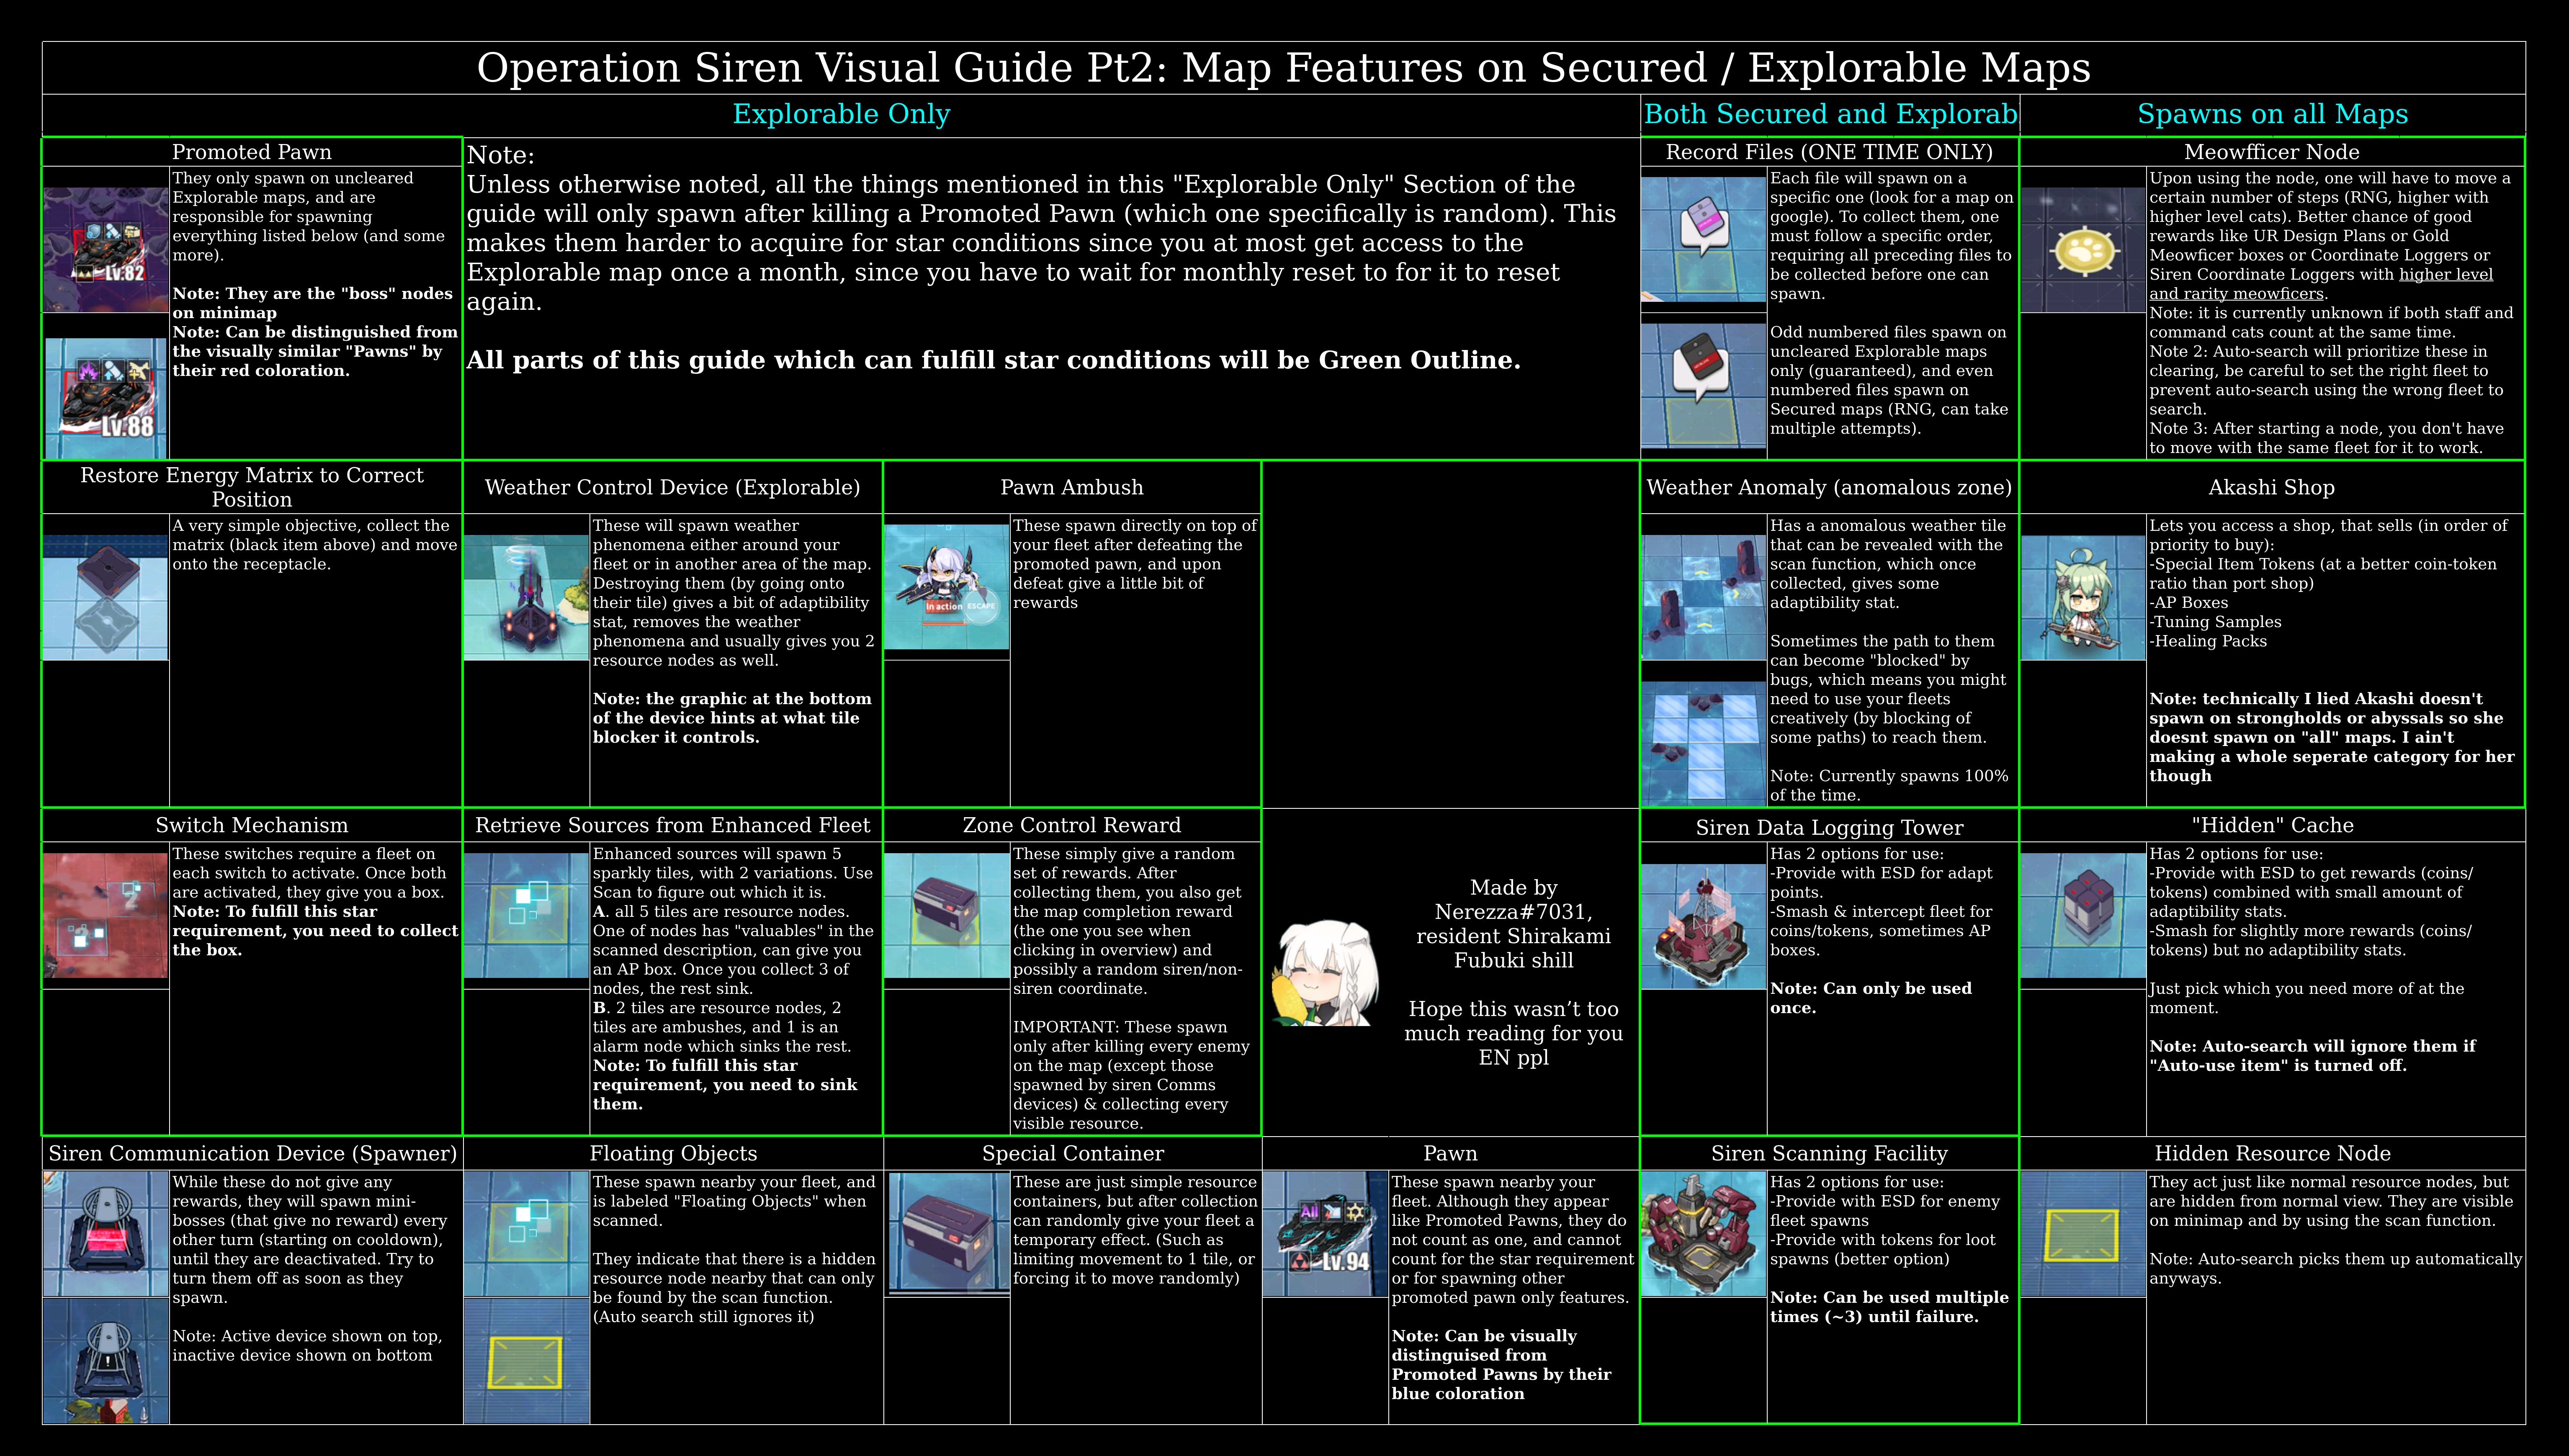 Operation Siren Visual Guide Pt2: Map Features on Secured / Explorable Maps
Explorable Only
Both Secured and Explorab
Spawns on all Maps
Promoted Pawn
They only spawn on uncleared
Explorable maps, and are
responsible for spawning
everything listed below (and some
more).
Note: They are the "boss" nodes
on minimap
Note: Can be distinguished from
the visually similar "Pawns" by
their red coloration.
Lv.82
Lv.88
Note:
Unless otherwise noted, all the things mentioned in this "Explorable Only" Section of the
guide will only spawn after killing a Promoted Pawn (which one specifically is random). This
makes them harder to acquire for star conditions since you at most get access to the
Explorable map once a month, since you have to wait for monthly reset to for it to reset
again.
All parts of this guide which can fulfill star conditions will be Green Outline.
Record Files (ONE TIME ONLY)
Each file will spawn on a
specific one (look for a map on
google). To collect them, one
must follow a specific order,
requiring all preceding files to
be collected before one can
spawn.
Odd numbered files spawn on
uncleared Explorable maps
only (guaranteed), and even
numbered files spawn on
Secured maps (RNG, can take
multiple attempts).
Meowfficer Node
Upon using the node, one will have to move a
certain number of steps (RNG, higher with
higher level cats). Better chance of good
rewards like UR Design Plans or Gold
Meowficer boxes or Coordinate Loggers or
Siren Coordinate Loggers with higher level
and rarity meowficers.
Note: it is currently unknown if both staff and
command cats count at the same time.
Note 2: Auto-search will prioritize these in
clearing, be careful to set the right fleet to
prevent auto-search using the wrong fleet to
search.
Note 3: After starting a node, you don't have
to move with the same fleet for it to work.
Restore Energy Matrix to Correct
Position
A very simple objective, collect the
matrix (black item above) and move
onto the receptacle.
Weather Control Device (Explorable)
These will spawn weather
phenomena either around your
fleet or in another area of the map.
Destroying them (by going onto
their tile) gives a bit of adaptibility
stat, removes the weather
phenomena and usually gives you 2
resource nodes as well.
Note: the graphic at the bottom
of the device hints at what tile
blocker it controls.
Pawn Ambush
In action ESCAPE
These spawn directly on top of
your fleet after defeating the
promoted pawn, and upon
defeat give a little bit of
rewards
Weather Anomaly (anomalous zone)
Has a anomalous weather tile
that can be revealed with the
scan function, which once
collected, gives some
adaptibility stat.
Sometimes the path to them
can become "blocked" by
bugs, which means you might
need to use your fleets
creatively (by blocking of
some paths) to reach them.
Note: Currently spawns 100%
of the time.
Akashi Shop
Lets you access a shop, that sells (in order of
priority to buy):
-Special Item Tokens (at a better coin-token
ratio than port shop)
-AP Boxes
-Tuning Samples
-Healing Packs
Note: technically I lied Akashi doesn't
spawn on strongholds or abyssals so she
doesnt spawn on "all" maps. I ain't
making a whole seperate category for her
though
Switch Mechanism
These switches require a fleet on
each switch to activate. Once both
are activated, they give you a box.
Note: To fulfill this star
requirement, you need to collect
the box.
Retrieve Sources from Enhanced Fleet
Enhanced sources will spawn 5
sparkly tiles, with 2 variations. Use
Scan to figure out which it is.
A. all 5 tiles are resource nodes.
One of nodes has "valuables" in the
scanned description, can give you
an AP box. Once you collect 3 of
nodes, the rest sink.
B. 2 tiles are resource nodes, 2
tiles are ambushes, and 1 is an
alarm node which sinks the rest.
Note: To fulfill this star
requirement, you need to sink
them.
Zone Control Reward
These simply give a random
set of rewards. After
collecting them, you also get
the map completion reward
(the one you see when
clicking in overview) and
possibly a random siren/non-
siren coordinate.
IMPORTANT: These spawn
only after killing every enemy
on the map (except those
spawned by siren Comms
devices) & collecting every
visible resource.
Made by
Nerezza#7031,
resident Shirakami
Fubuki shill
Hope this wasn't too
much reading for you
EN ppl
Siren Data Logging Tower
Has 2 options for use:
-Provide with ESD for adapt
points.
-Smash & intercept fleet for
coins/tokens, sometimes AP
boxes.
Note: Can only be used
once.
"Hidden" Cache
Has 2 options for use:
-Provide with ESD to get rewards (coins/
tokens) combined with small amount of
adaptibility stats.
-Smash for slightly more rewards (coins/
tokens) but no adaptibility stats.
Just pick which you need more of at the
moment.
Note: Auto-search will ignore them if
"Auto-use item" is turned off.
Siren Communication Device (Spawner)
While these do not give any
rewards, they will spawn mini-
bosses (that give no reward) every
other turn (starting on cooldown),
until they are deactivated. Try to
turn them off as soon as they
spawn.
Note: Active device shown on top,
inactive device shown on bottom
Floating Objects
These spawn nearby your fleet, and
is labeled "Floating Objects" when
scanned.
They indicate that there is a hidden
resource node nearby that can only
be found by the scan function.
(Auto search still ignores it)
Special Container
These are just simple resource
containers, but after collection
can randomly give your fleet a
temporary effect. (Such as
limiting movement to 1 tile, or
forcing it to move randomly)
Pawn
All
Lv.94
These spawn nearby your
fleet. Although they appear
like Promoted Pawns, they do
not count as one, and cannot
count for the star requirement
or for spawning other
promoted pawn only features.
Note: Can be visually
distinguised from
Promoted Pawns by their
blue coloration
Siren Scanning Facility
Has 2 options for use:
-Provide with ESD for enemy
fleet spawns
-Provide with tokens for loot
spawns (better option)
Note: Can be used multiple
times (~3) until failure.
Hidden Resource Node
They act just like normal resource nodes, but
are hidden from normal view. They are visible
on minimap and by using the scan function.
Note: Auto-search picks them up automatically
anyways.